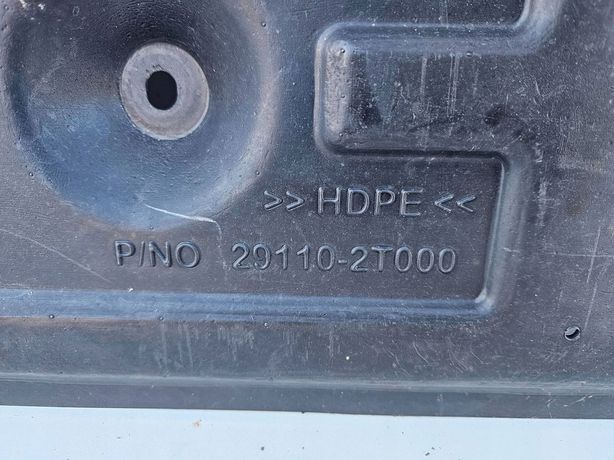 >> HDPE <<
P/NO 29110-2T000